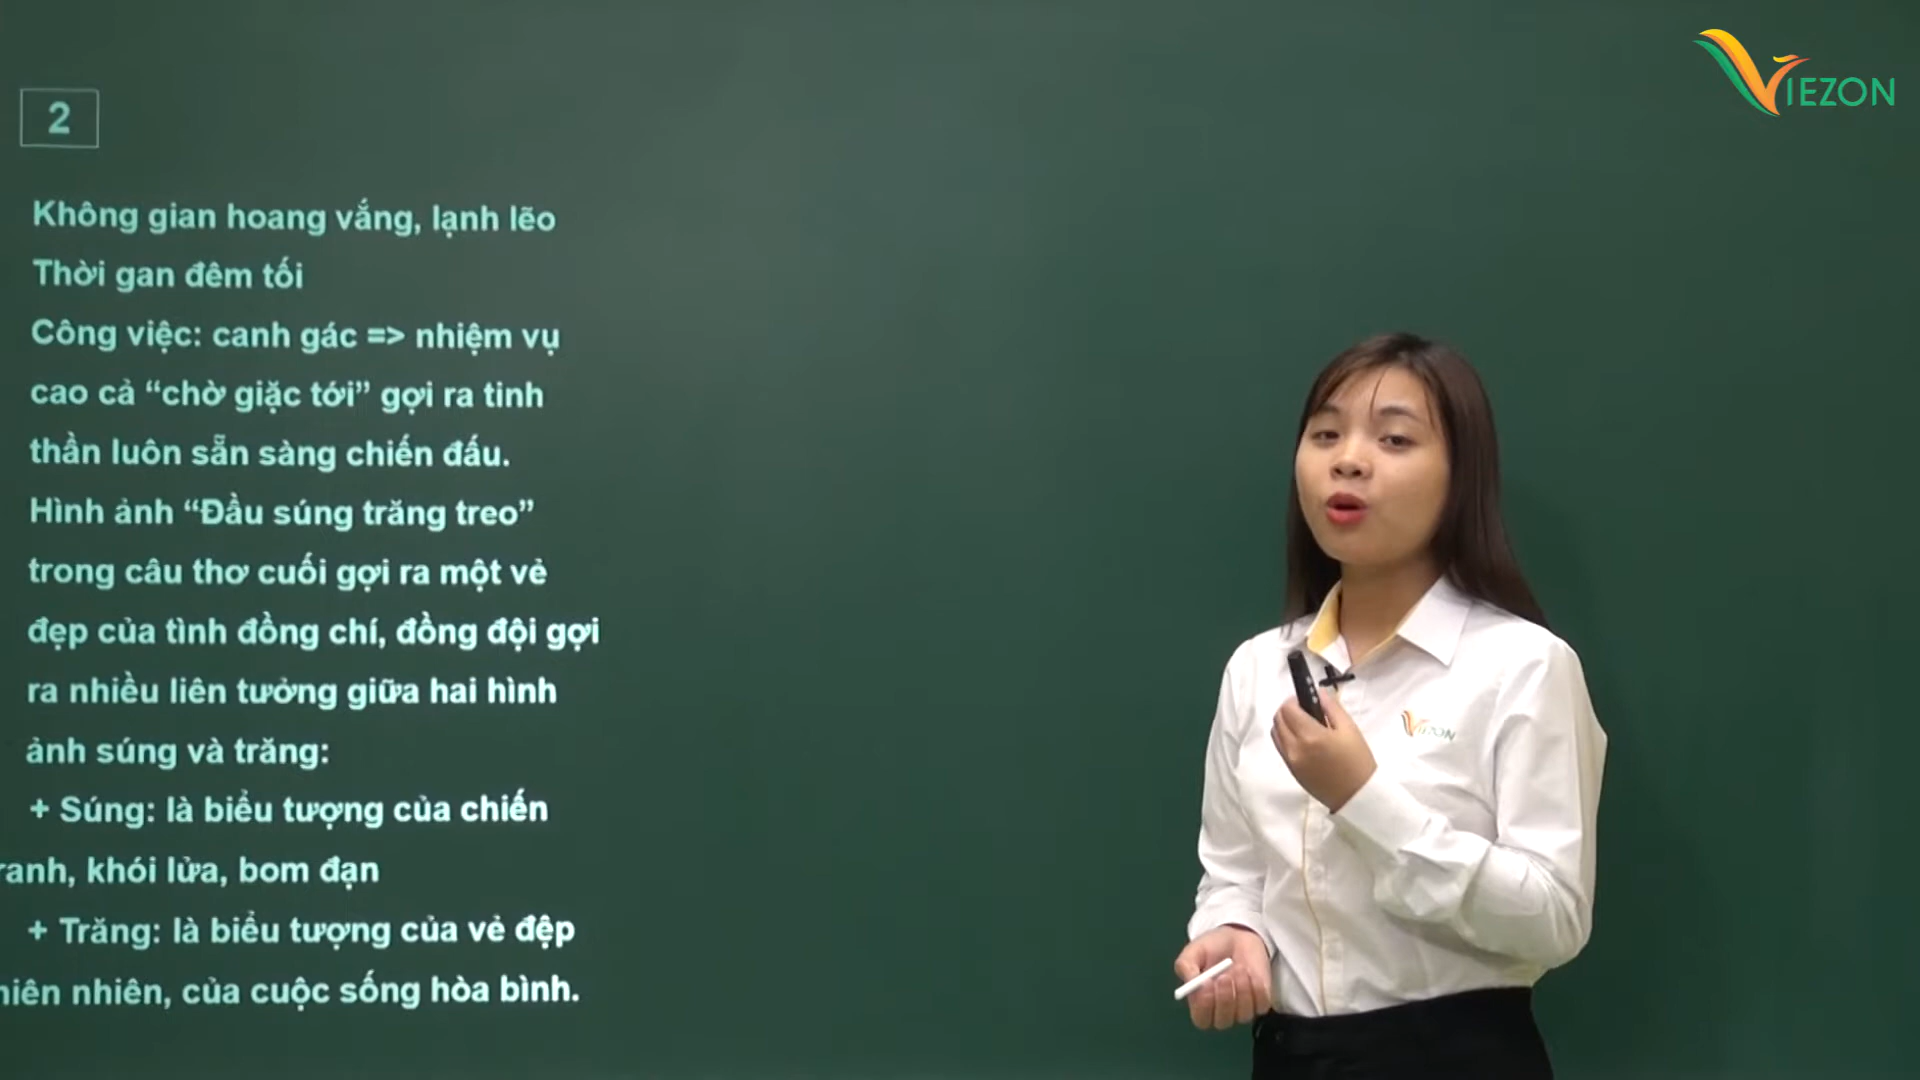 VIEZON
2
Không gian hoang vắng, lạnh lẽo
Thời gan đêm tối
Công việc: canh gác => nhiệm vụ
cao cả “chờ giặc tới” gợi ra tinh
thần luôn sẵn sàng chiến đấu.
Hình ảnh “Đầu súng trăng treo”
trong câu thơ cuối gợi ra một vẻ
đẹp của tình đồng chí, đồng đội gợi
ra nhiều liên tưởng giữa hai hình
ảnh súng và trăng:
+ Súng: là biểu tượng của chiến
ranh, khói lửa, bom đạn
+ Trăng: là biểu tượng của vẻ đệp
hiên nhiên, của cuộc sống hòa bình.
VIEZON